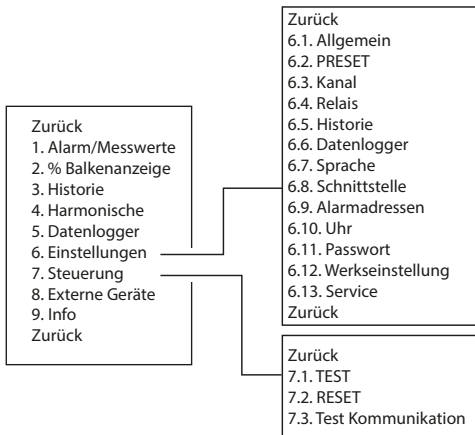 Zurück
1. Alarm/Messwerte
2. % Balkenanzeige
3. Historie
4. Harmonische
5. Datenlogger
6. Einstellungen
7. Steuerung
8. Externe Geräte
9. Info
Zurück
Zurück
6.1. Allgemein
6.2. PRESET
6.3. Kanal
6.4. Relais
6.5. Historie
6.6. Datenlogger
6.7. Sprache
6.8. Schnittstelle
6.9. Alarmadressen
6.10. Uhr
6.11. Passwort
6.12. Werkseinstellung
6.13. Service
Zurück
Zurück
7.1. TEST
7.2. RESET
7.3. Test Kommunikation